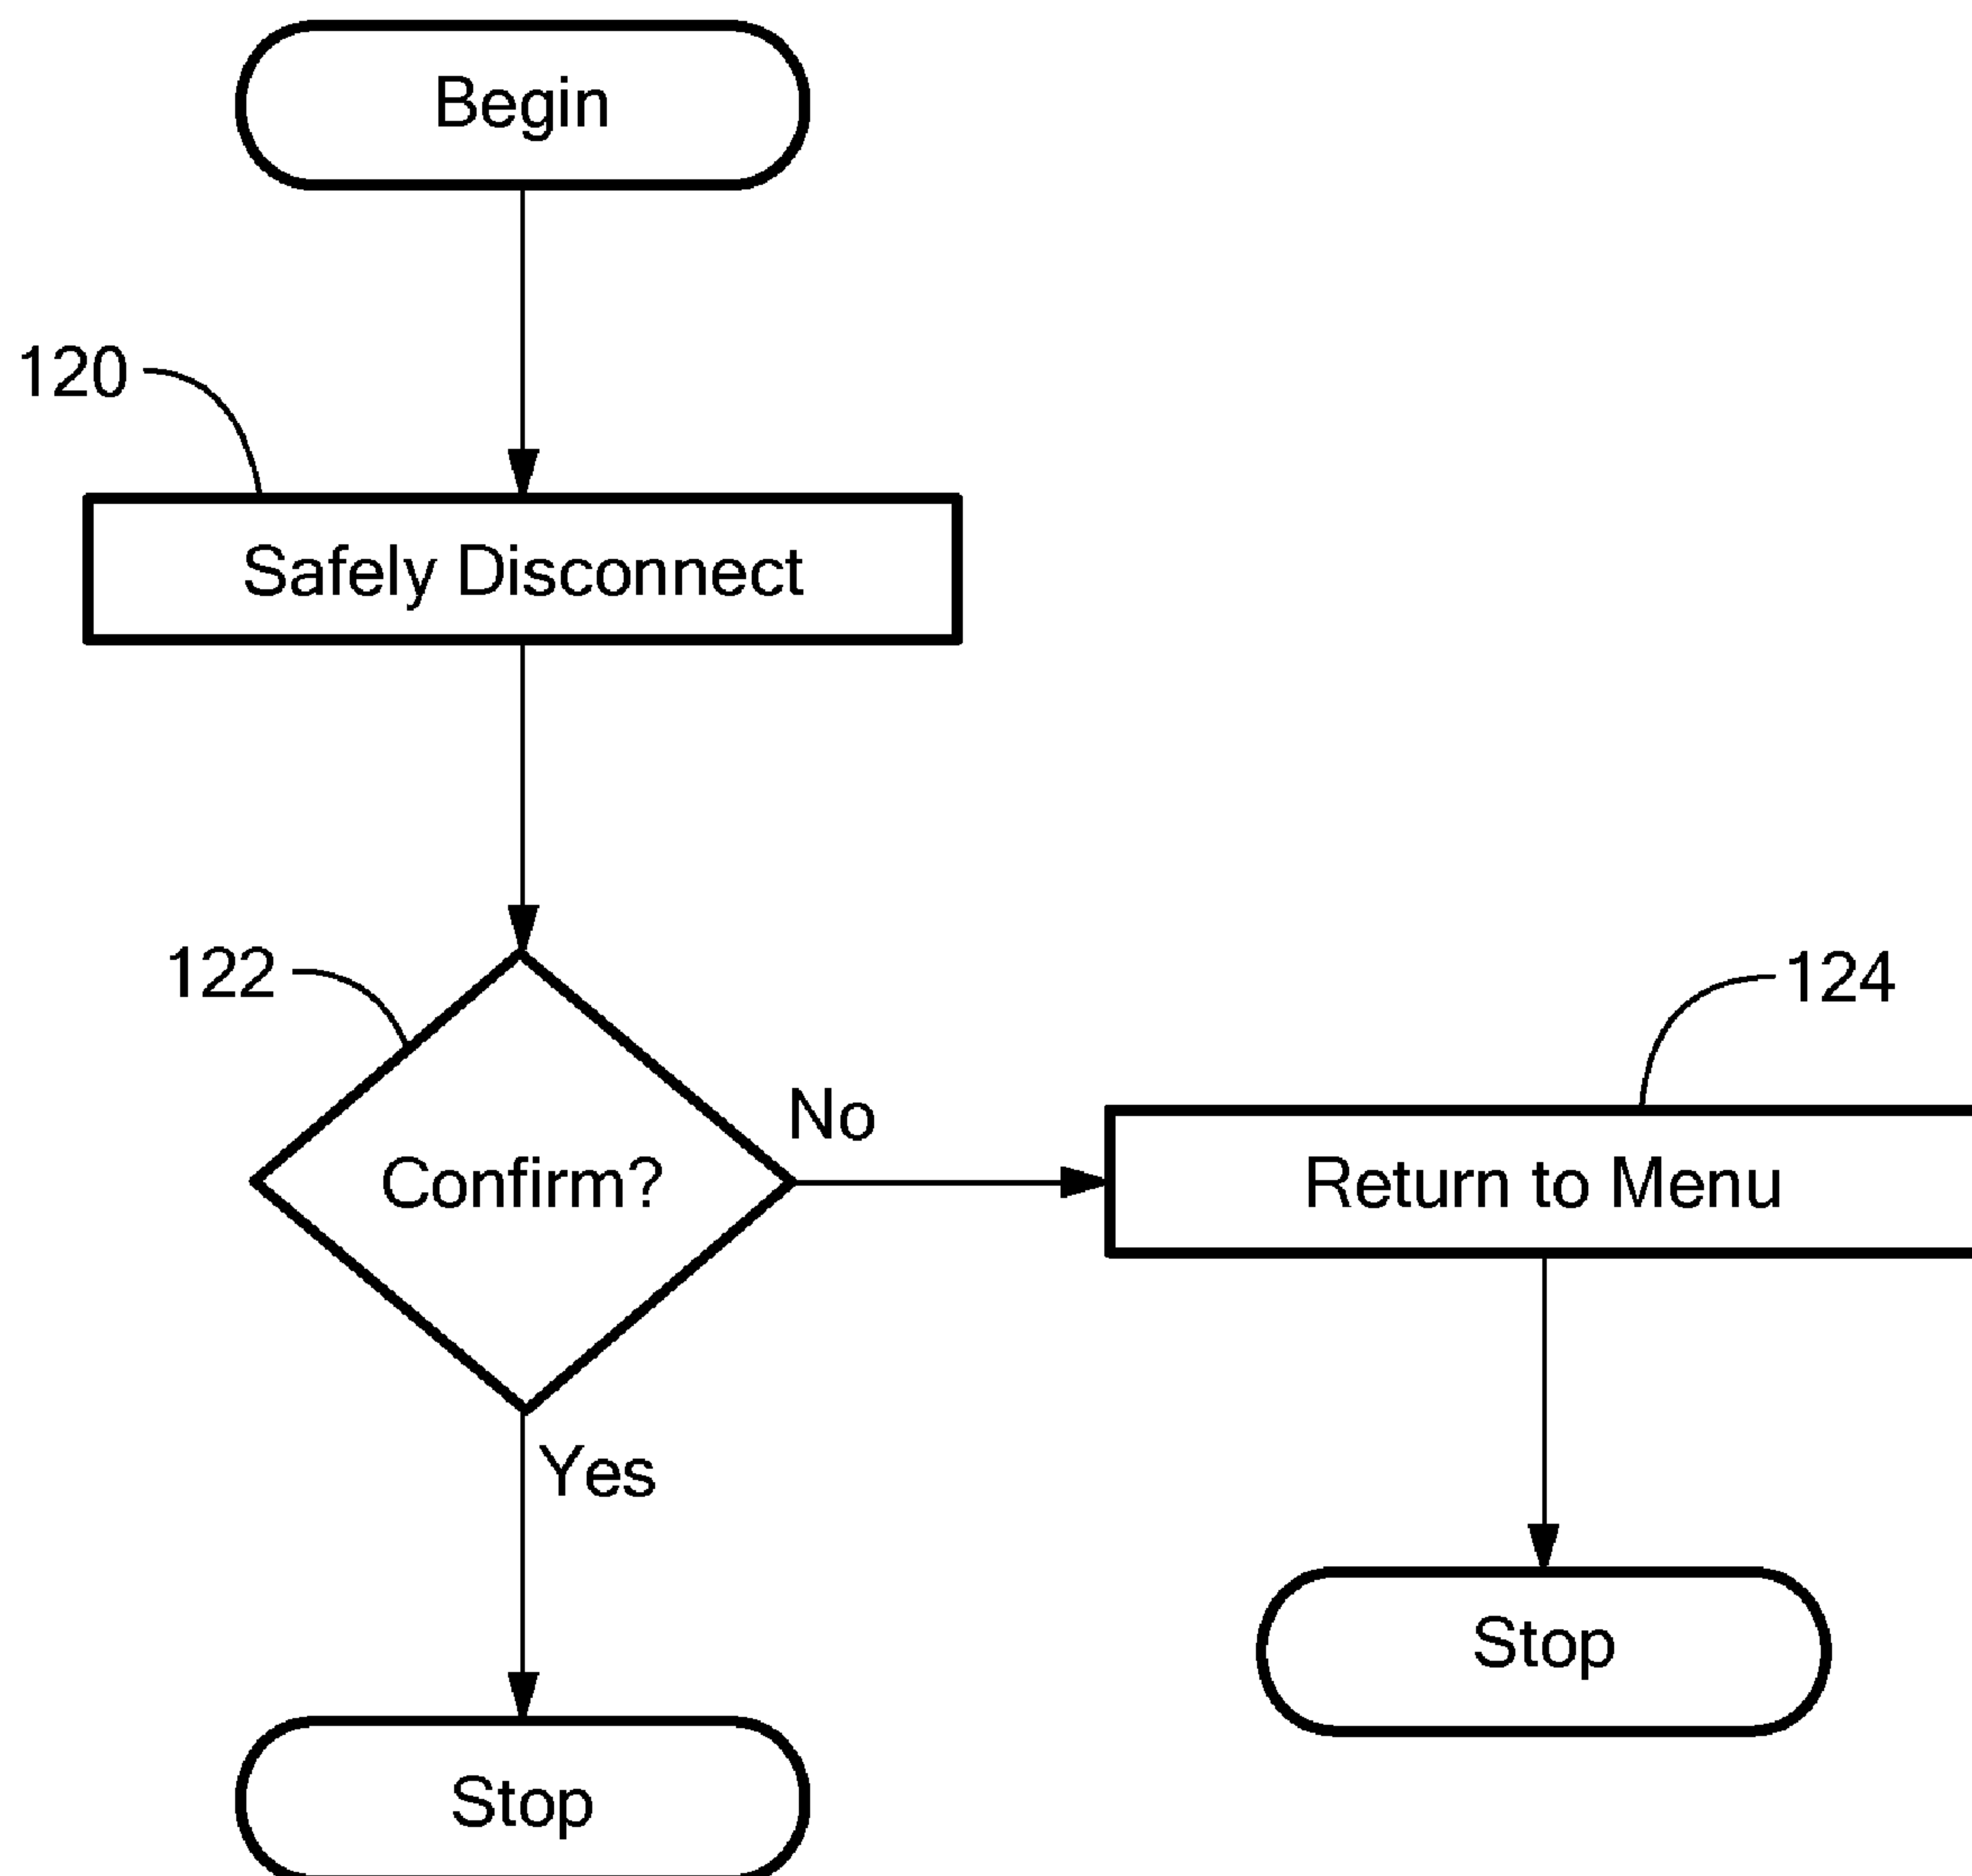 Begin
120
Safely Disconnect
122
124
No
Confirm?
Return to Menu
Yes
Stop
Stop